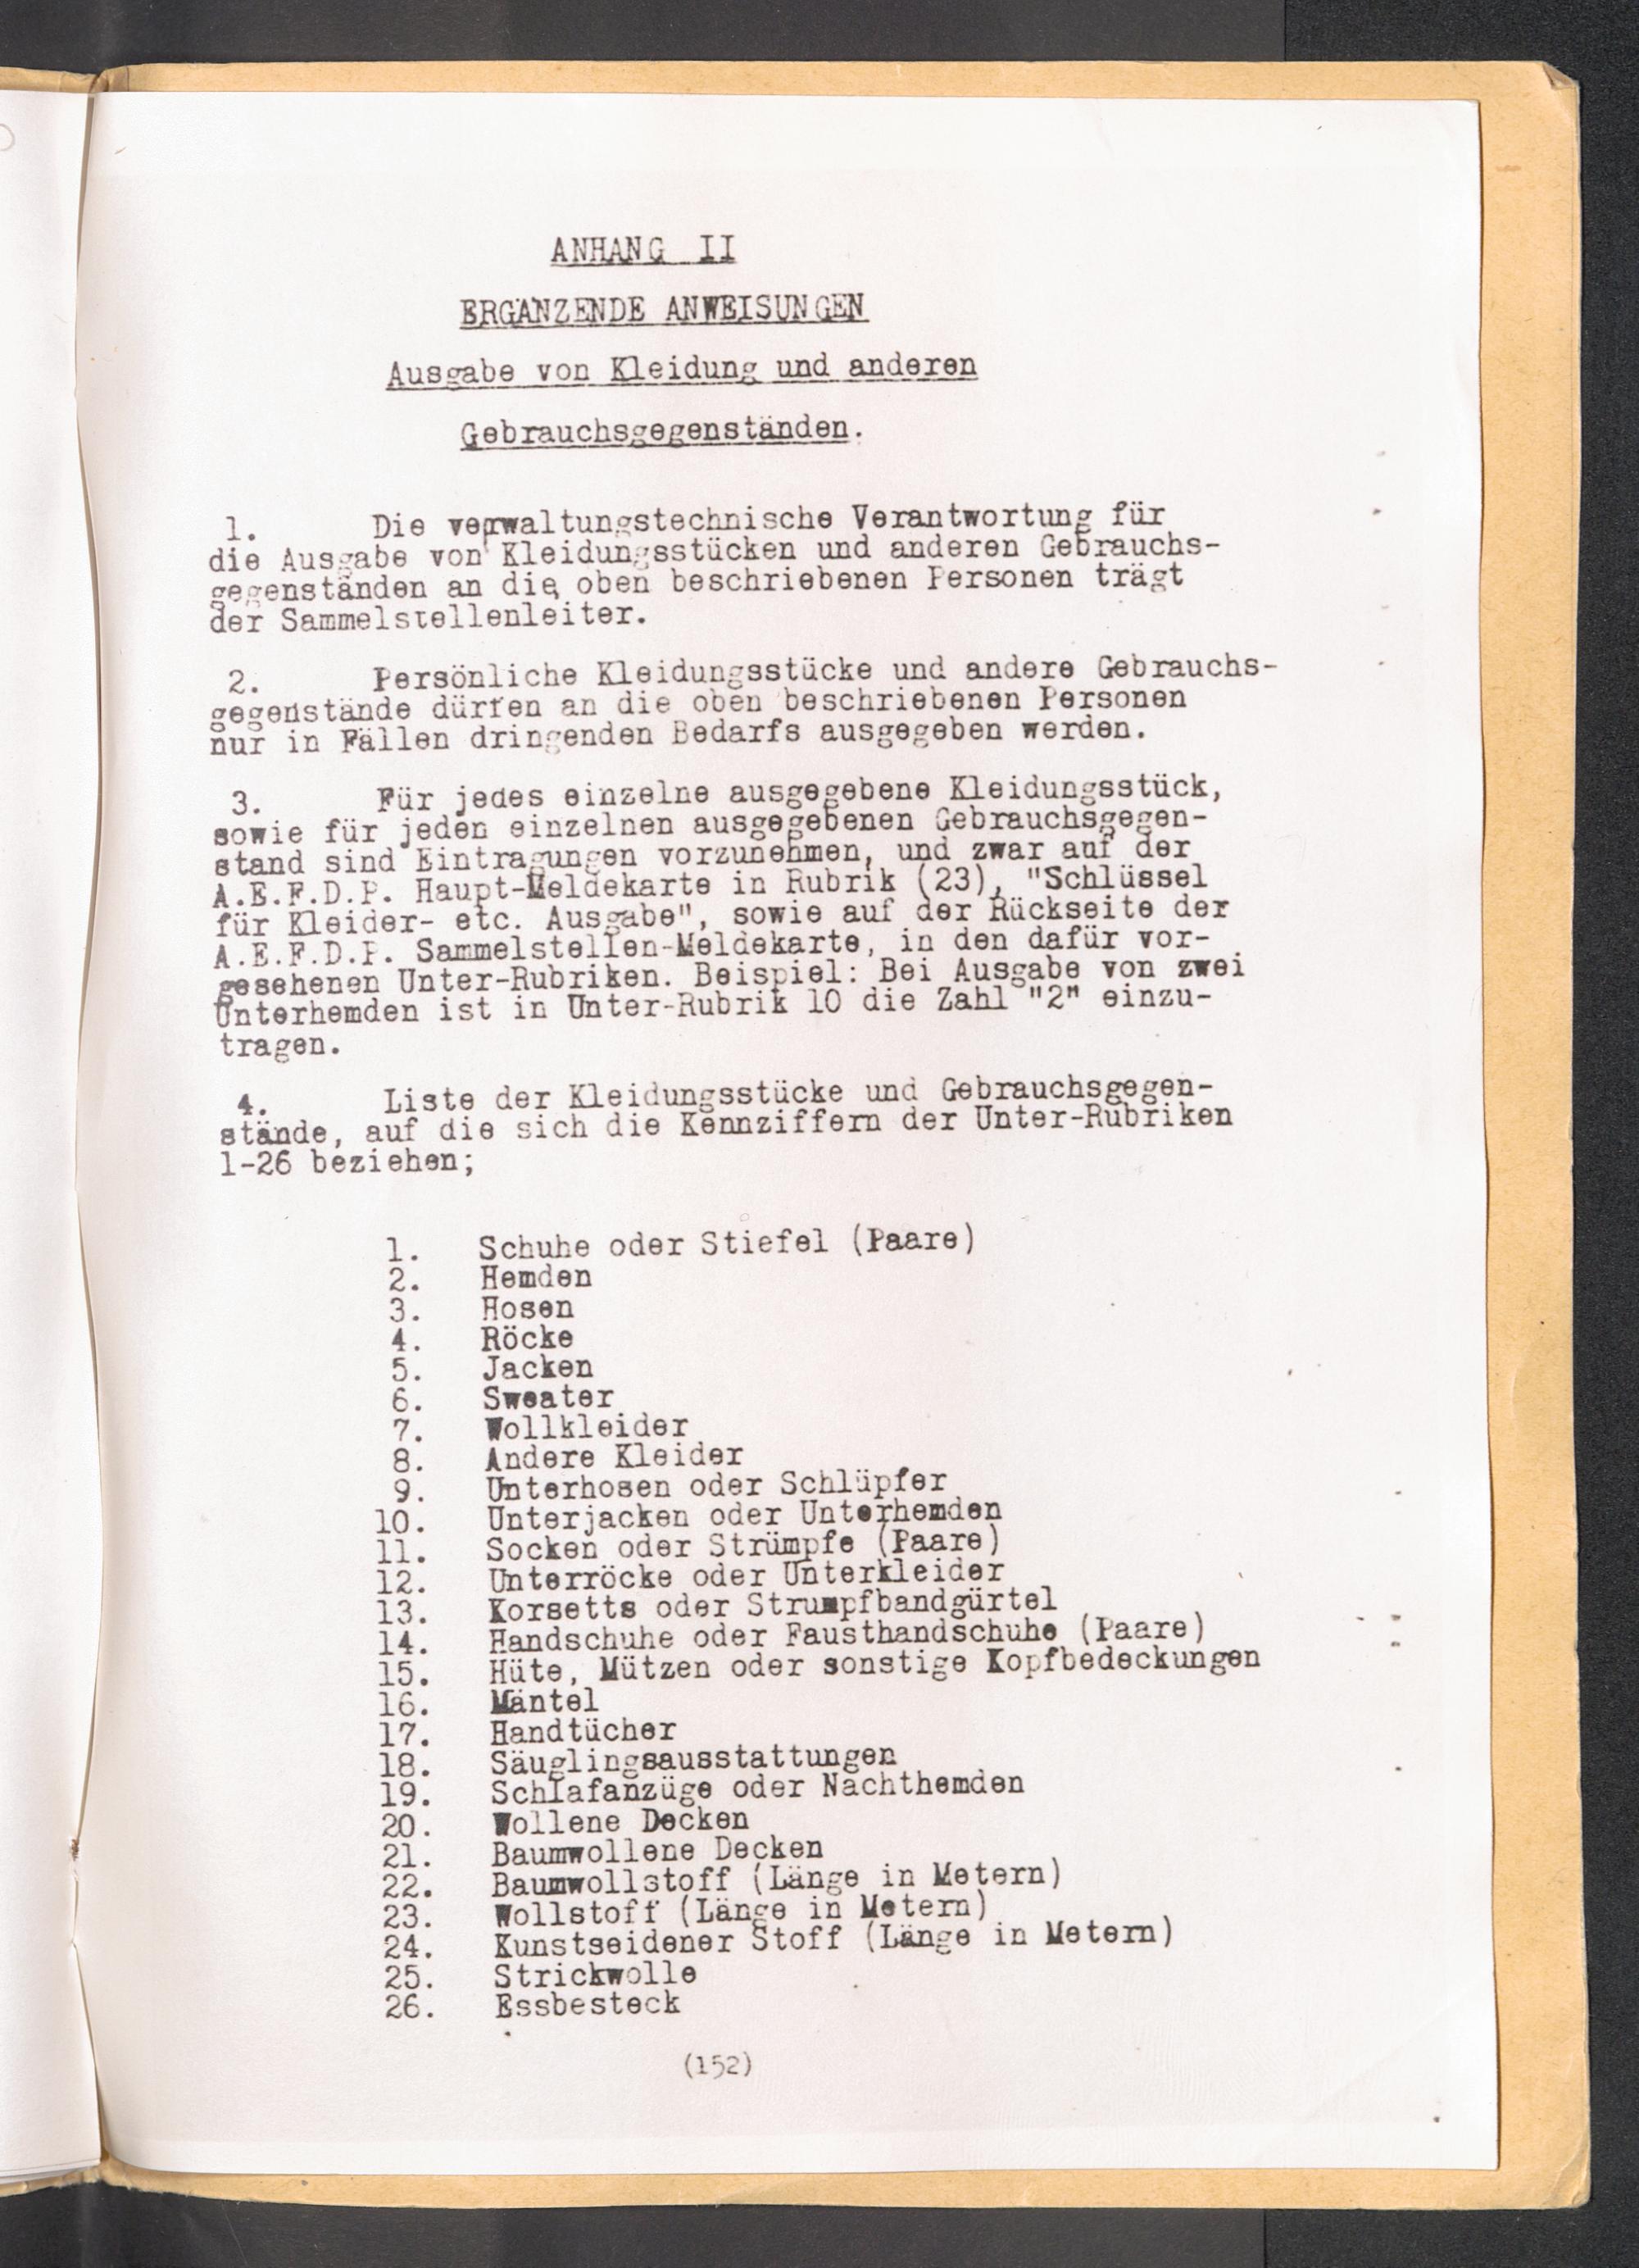 ANHANG II
ERGÄNZENDE ANWEISUNGEN
Ausgabe von Kleidung und anderen
Gebrauchsgegenständen.
1. Die verwaltungstechnische Verantwortung für
die Ausgabe von Kleidungsstücken und anderen Gebrauchs-
gegenständen an die oben beschriebenen Personen trägt
der Sammelstellenleiter.
2. Persönliche Kleidungsstücke und andere Gebrauchs-
gegenstände dürfen an die oben beschriebenen Personen
nur in Fällen dringenden Bedarfs ausgegeben werden.
3. Für jedes einzelne ausgegebene Kleidungsstück,
sowie für jeden einzelnen ausgegebenen Gebrauchsgegen-
stand sind Eintragungen vorzunehmen, und zwar auf der
A.E.F.D.P. Haupt-Meldekarte in Rubrik (23), "Schlüssel
für Kleider- etc. Ausgabe", sowie auf der Rückseite der
A.E.F.D.P. Sammelstellen-Meldekarte, in den dafür vor-
gesehenen Unter-Rubriken. Beispiel: Bei Ausgabe von zwei
Unterhemden ist in Unter-Rubrik 10 die Zahl "2" einzu-
tragen.
4. Liste der Kleidungsstücke und Gebrauchsgegen-
stände, auf die sich die Kennziffern der Unter-Rubriken
1-26 beziehen;
1. Schuhe oder Stiefel (Paare)
2. Hemden
3. Hosen
4. Röcke
5. Jacken
6. Sweater
7. Wollkleider
8. Andere Kleider
9. Unterhosen oder Schlüpfer
10. Unterjacken oder Unterhemden
11. Socken oder Strümpfe (Paare)
12. Unterröcke oder Unterkleider
13. Korsetts oder Strumpfbandgürtel
14. Handschuhe oder Fausthandschuhe (Paare)
15. Hüte, Mützen oder sonstige Kopfbedeckungen
16. Mäntel
17. Handtücher
18. Säuglingsausstattungen
19. Schlafanzüge oder Nachthemden
20. Wollene Decken
21. Baumwollene Decken
22. Baumwollstoff (Länge in Metern)
23. Wollstoff (Länge in Metern)
24. Kunstseidener Stoff (Länge in Metern)
25. Strickwolle
26. Essbesteck
(152)